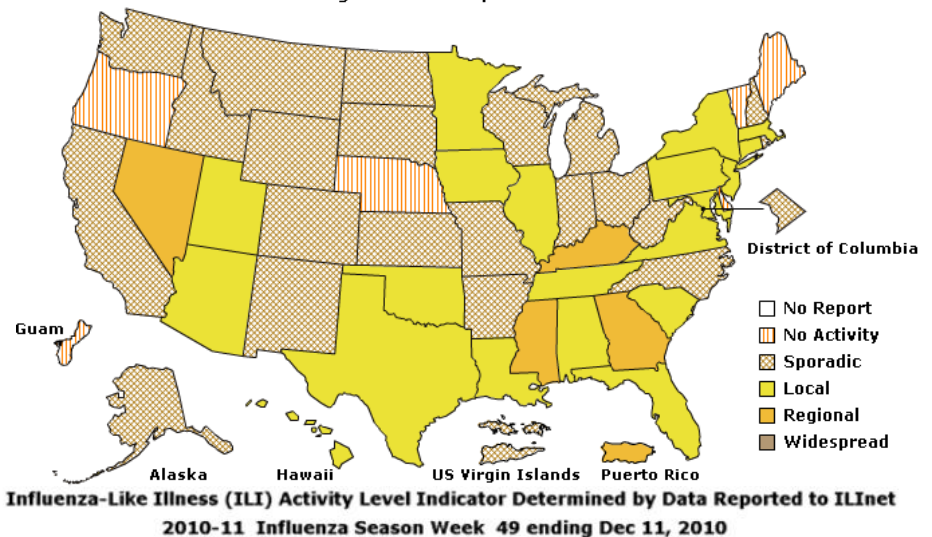 District of Columbia
No Report
Guam
No Activity
Sporadic
Local
Regional
Widespread
Alaska
Hawaii
US Virgin Islands
Puerto Rico
Influenza-Like Illness (ILI) Activity Level Indicator Determined by Data Reported to ILInet
2010-11 Influenza Season Week 49 ending Dec 11, 2010